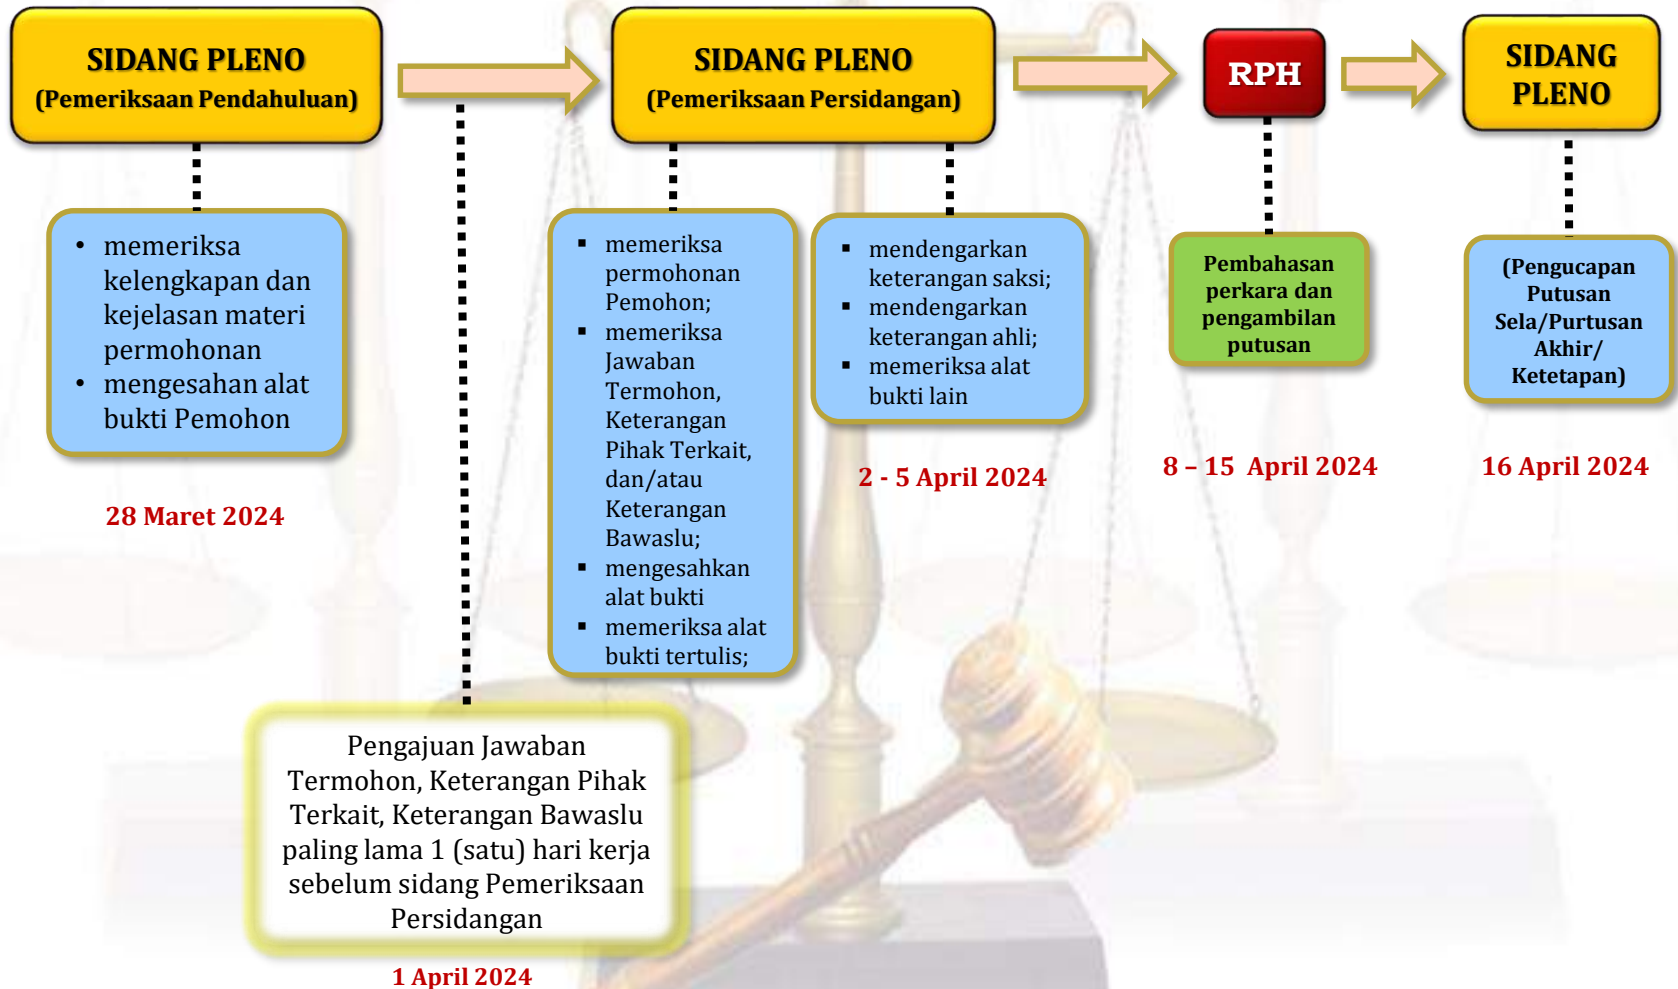 SIDANG PLENO
(Pemeriksaan Pendahuluan)
• memeriksa
kelengkapan dan
kejelasan materi
permohonan
• mengesahan alat
bukti Pemohon
28 Maret 2024
Pengajuan Jawaban
Termohon, Keterangan Pihak
Terkait, Keterangan Bawaslu
paling lama 1 (satu) hari kerja
sebelum sidang Pemeriksaan
Persidangan
1 April 2024
SIDANG PLENO
(Pemeriksaan Persidangan)
▪ memeriksa
permohonan
Pemohon;
▪ memeriksa
Jawaban
Termohon,
Keterangan
Pihak Terkait,
dan/atau
Keterangan
Bawaslu;
▪ mengesahkan
alat bukti
▪ memeriksa alat
bukti tertulis;
▪ mendengarkan
keterangan saksi;
▪ mendengarkan
keterangan ahli;
▪ memeriksa alat
bukti lain
2 - 5 April 2024
RPH
Pembahasan
perkara dan
pengambilan
putusan
8 – 15 April 2024
SIDANG
PLENO
(Pengucapan
Putusan
Sela/Purtusan
Akhir/
Ketetapan)
16 April 2024